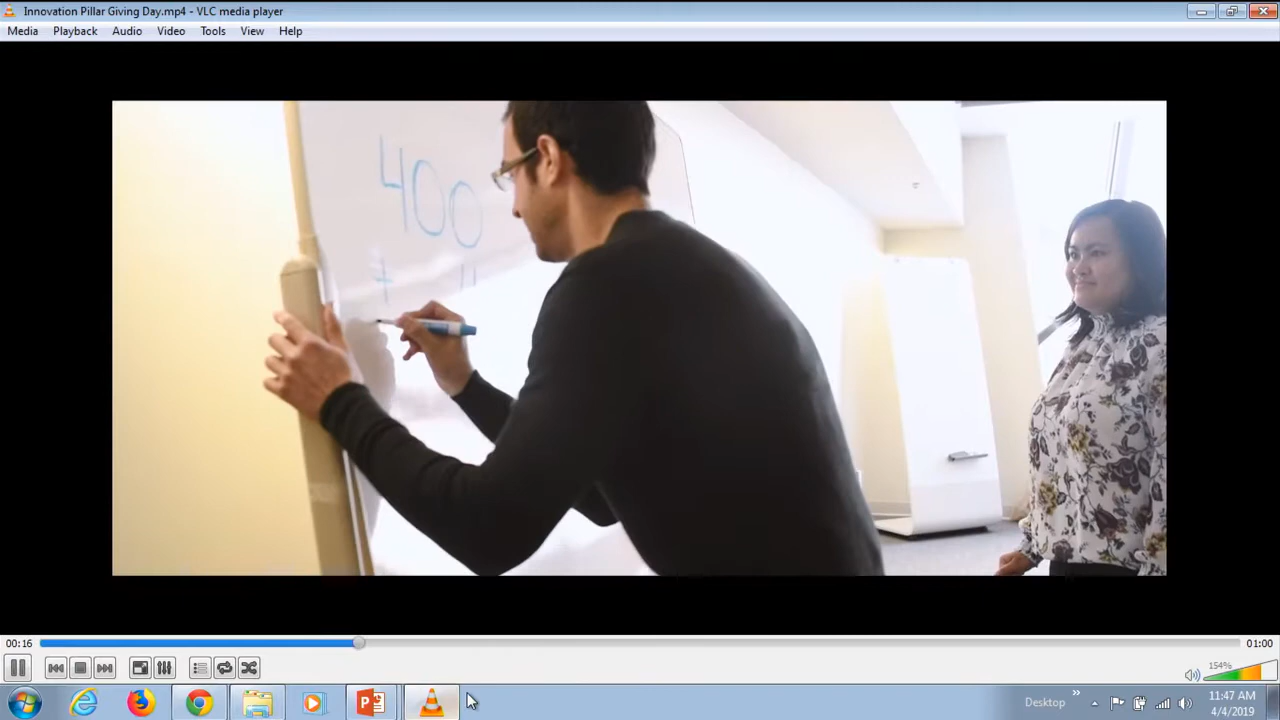 Innovation Pillar Giving Day.mp4 - VLC media player
Media Playback Audio Video Tools View Help
400
00:16
01:00
154%
Desktop
11:47 AM
4/4/2019